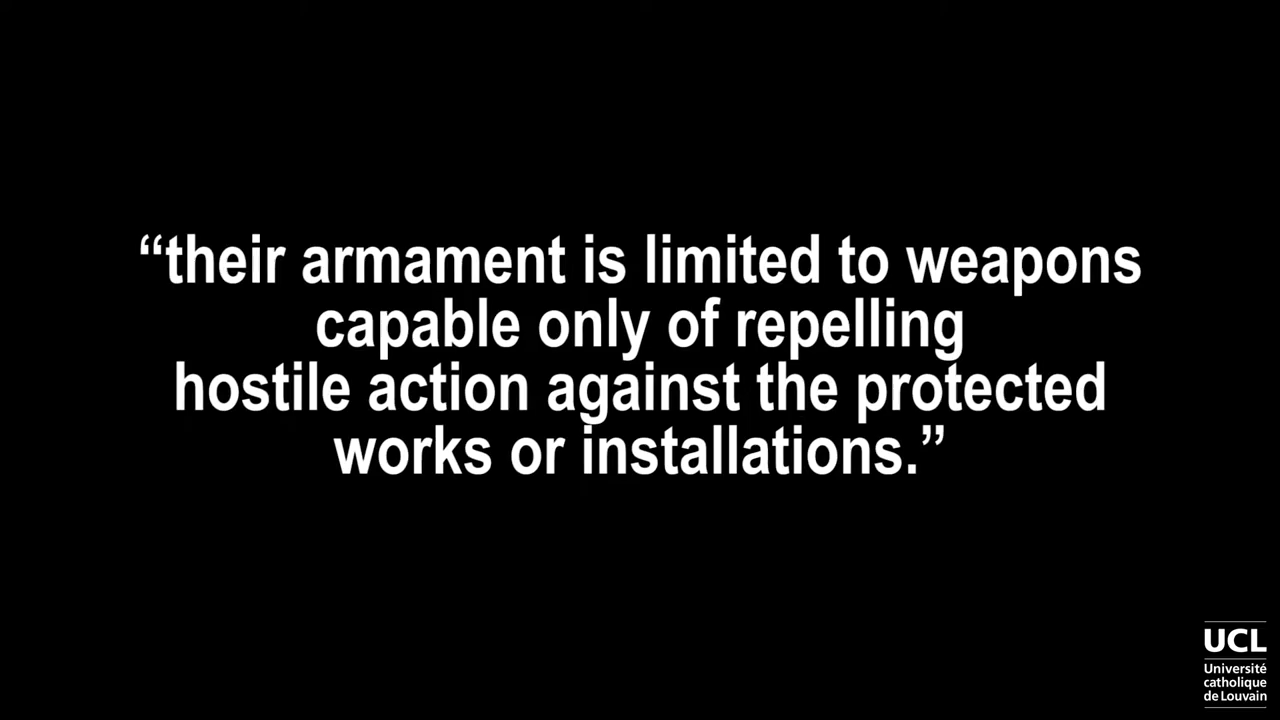 “their armament is limited to weapons
capable only of repelling
hostile action against the protected
works or installations.”
UCL
Université
catholique
de Louvain